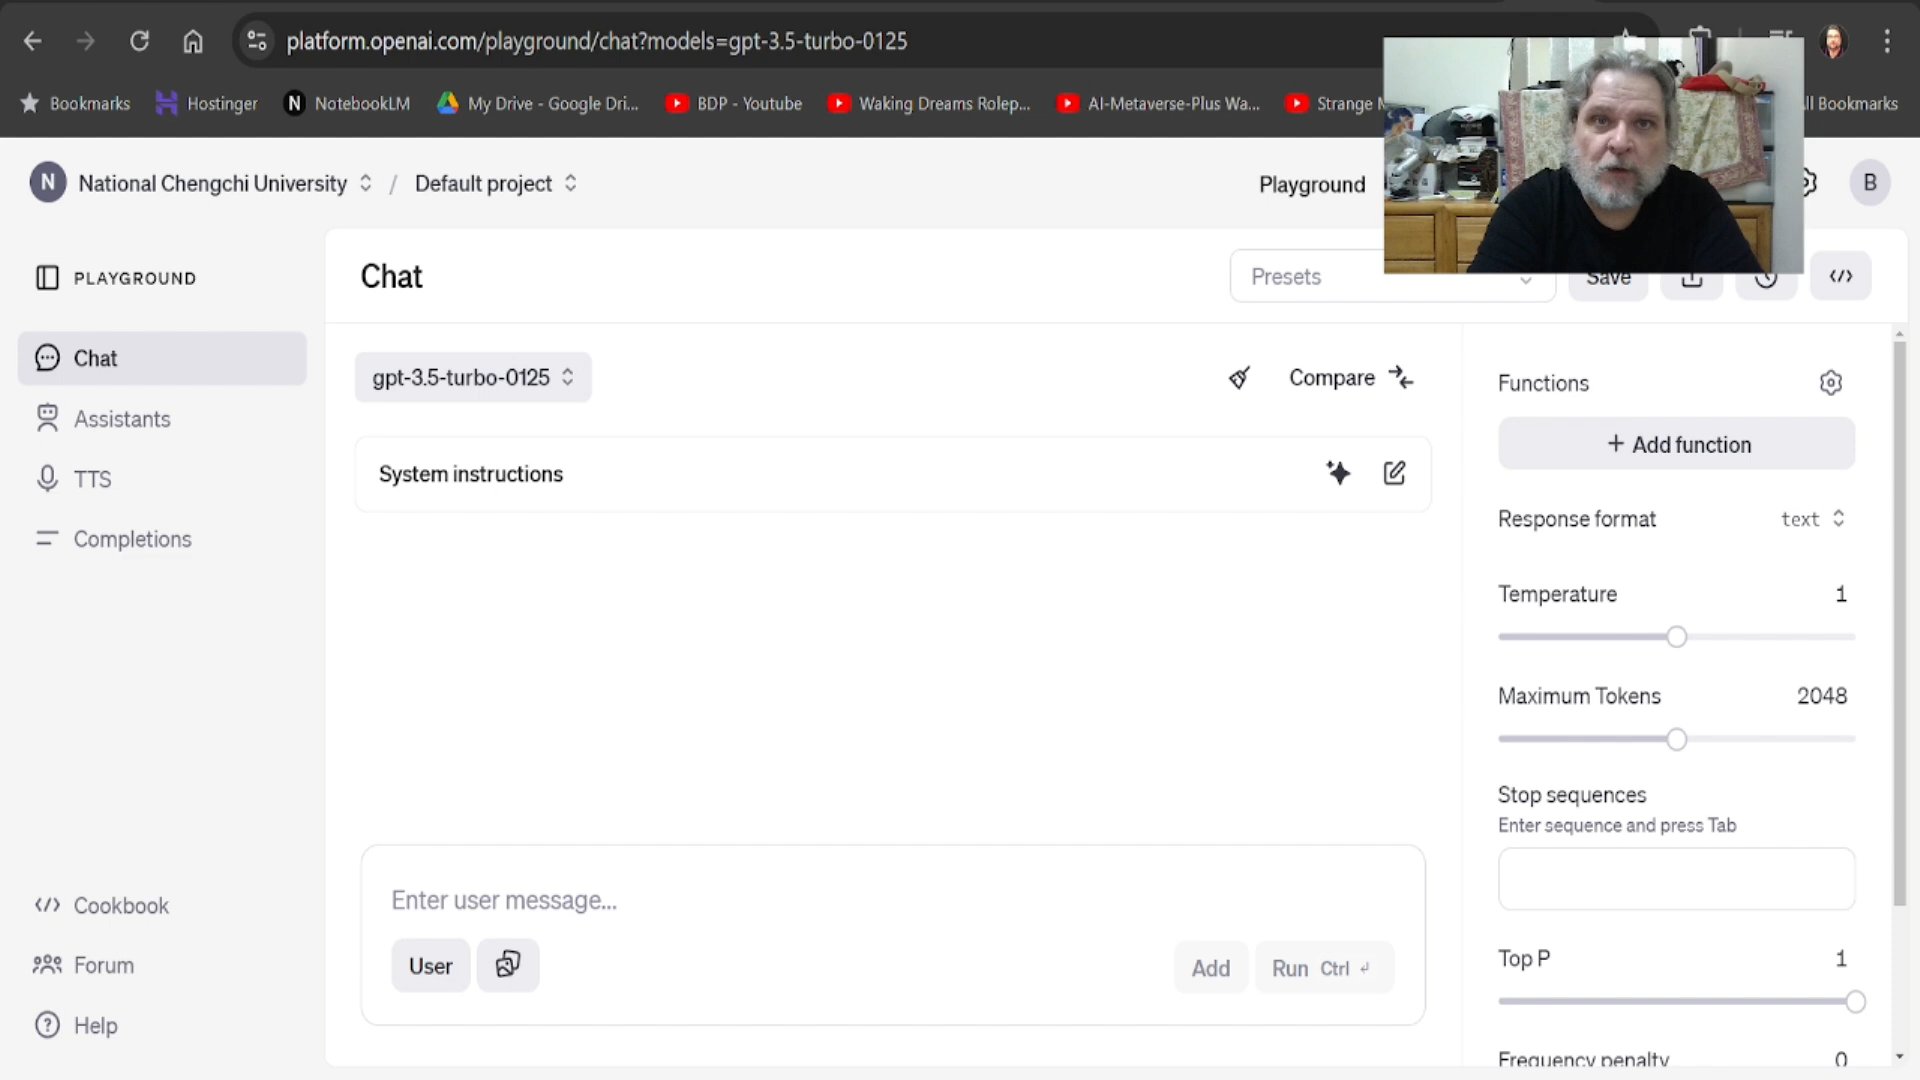 platform.openai.com/playground/chat?models=gpt-3.5-turbo-0125
Bookmarks
Hostinger
N NotebookLM
My Drive - Google Dri...
BDP - Youtube
Waking Dreams Rolep...
AI-Metaverse-Plus Wa...
Strange
Bookmarks
N National Chengchi University / Default project
Playground
B
PLAYGROUND
Chat
Presets
Save
Chat
Assistants
TTS
Completions
gpt-3.5-turbo-0125
Compare
System instructions
Functions
+ Add function
Response format text
Temperature 1
Maximum Tokens 2048
Stop sequences
Enter sequence and press Tab
Top P 1
Frequency penalty 0
Enter user message...
User
Add
Run Ctrl ↵
Cookbook
Forum
Help